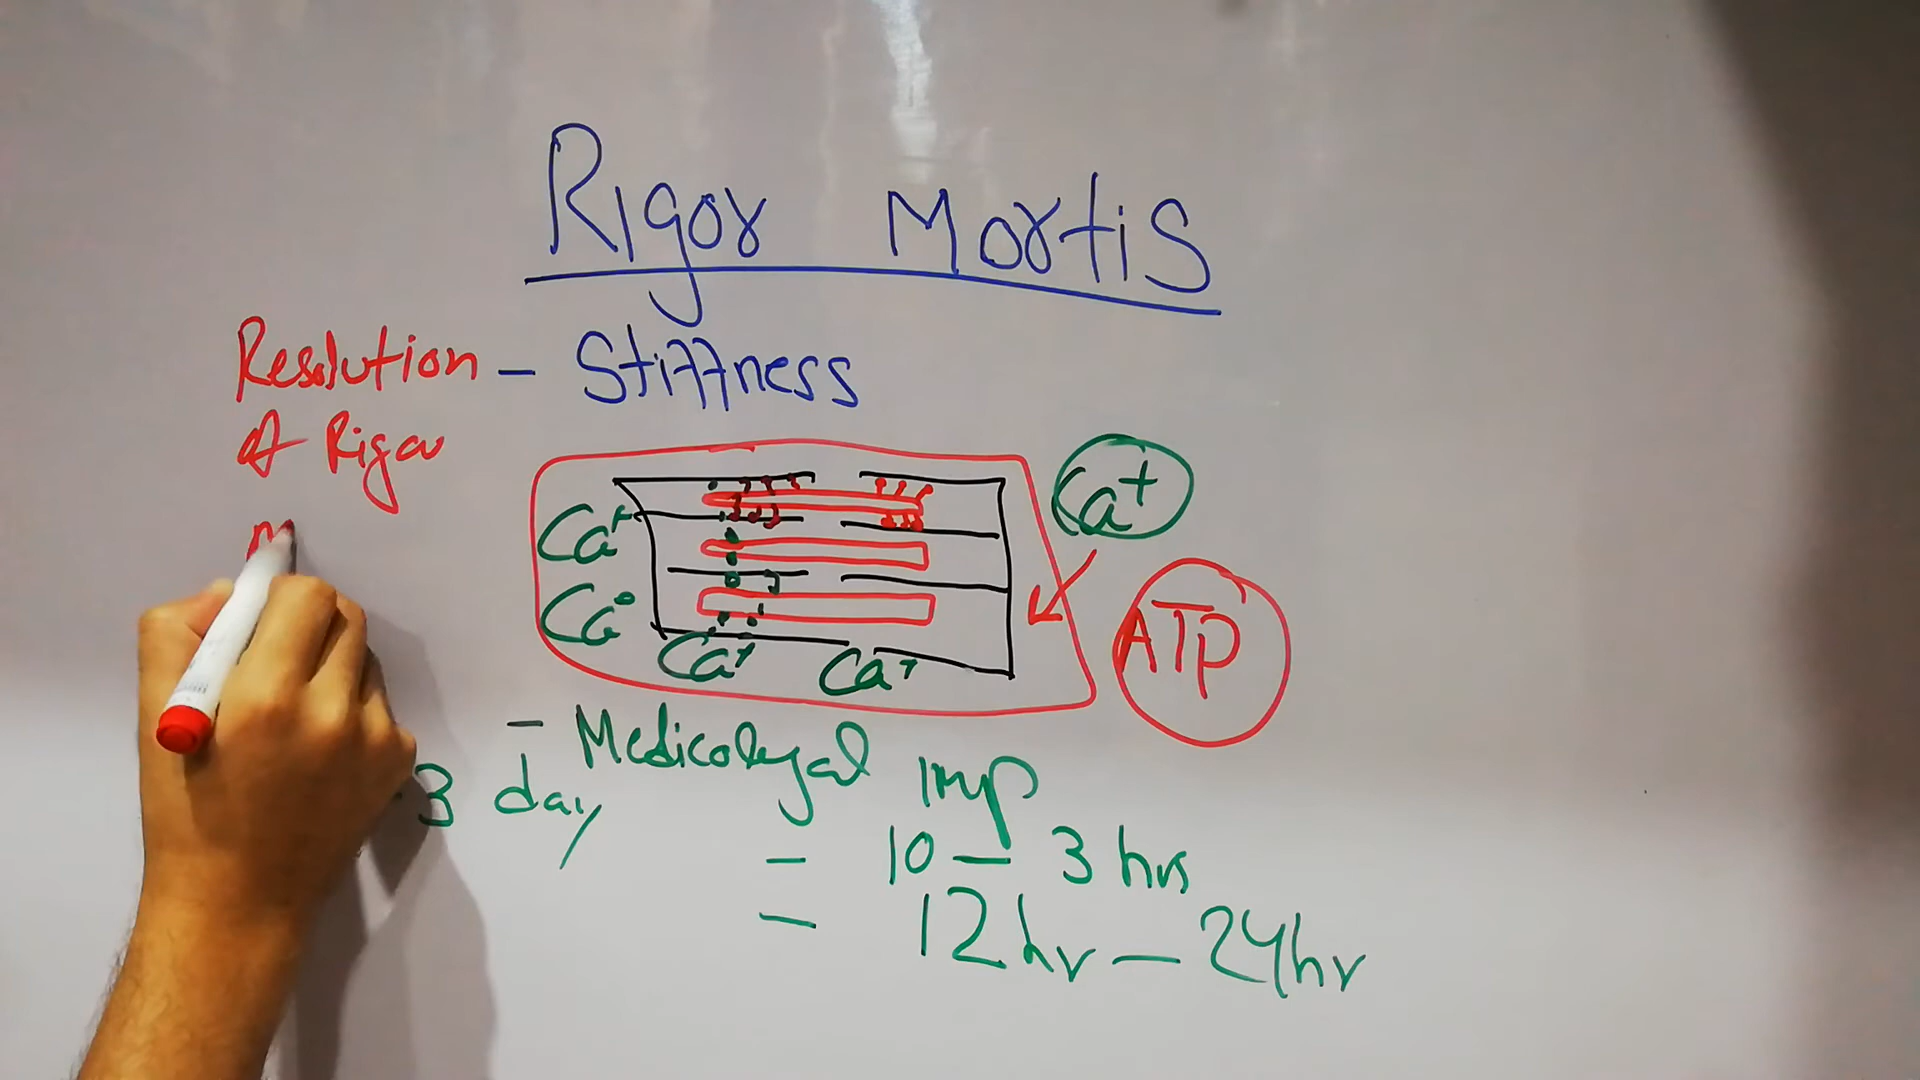 Rigor Mortis
- Stiffness
Resolution
of Rigor
Ca+
Ca+
Ca+
Ca+
Ca+
ATP
- Medicolegal Imp
3 day
- 10 - 3 hrs
- 12hr - 24hr